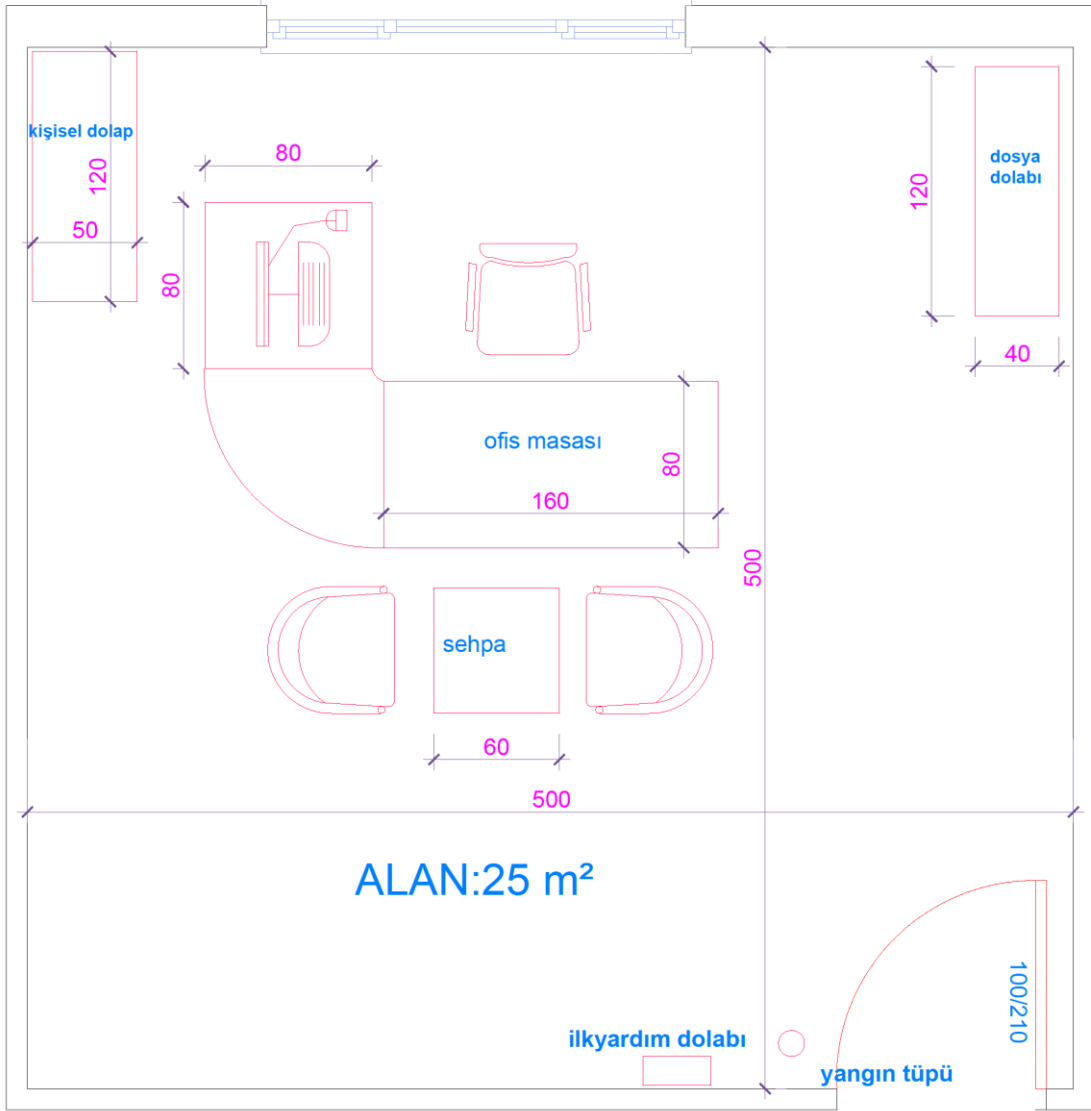 kişisel dolap
120
50
80
80
120
dosya
dolabı
40
ofis masası
80
160
500
sehpa
60
500
ALAN:25 m²
100/210
ilkyardım dolabı
yangın tüpü